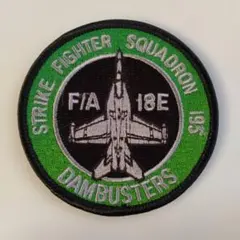 STRIKE FIGHTER SQUADRON 195
F/A 18E
DAMBUSTERS